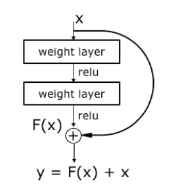 x
weight layer
relu
weight layer
relu
F(x)
+
y = F(x) + x